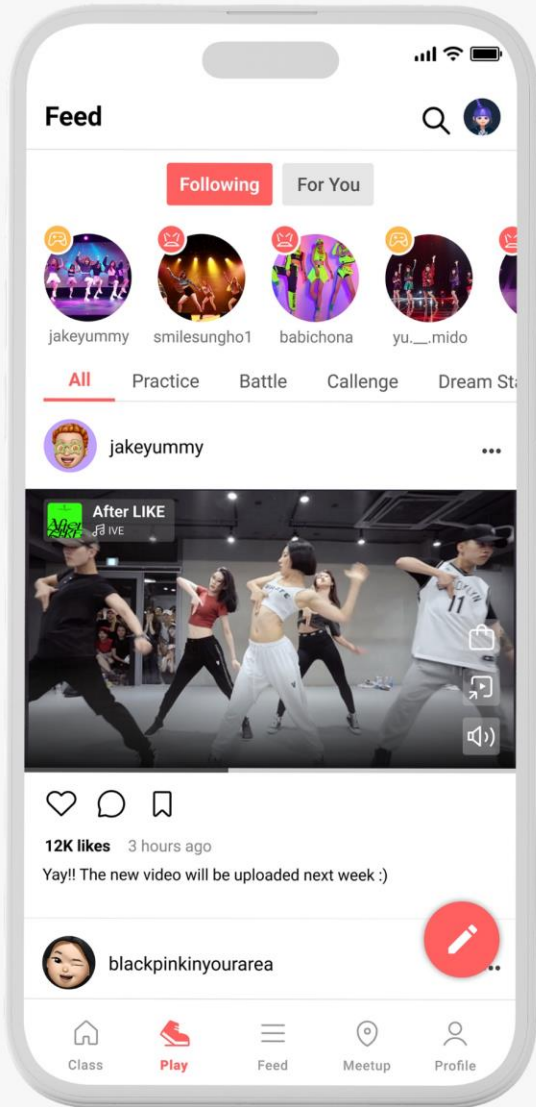 Feed
Following
For You
jakeyummy
smilesungho1
babichona
yu.__.mido
All
Practice
Battle
Callenge
Dream Sta
jakeyummy
After LIKE
IVE
11
12K likes 3 hours ago
Yay!! The new video will be uploaded next week :)
blackpinkinyourarea
Class
Play
Feed
Meetup
Profile